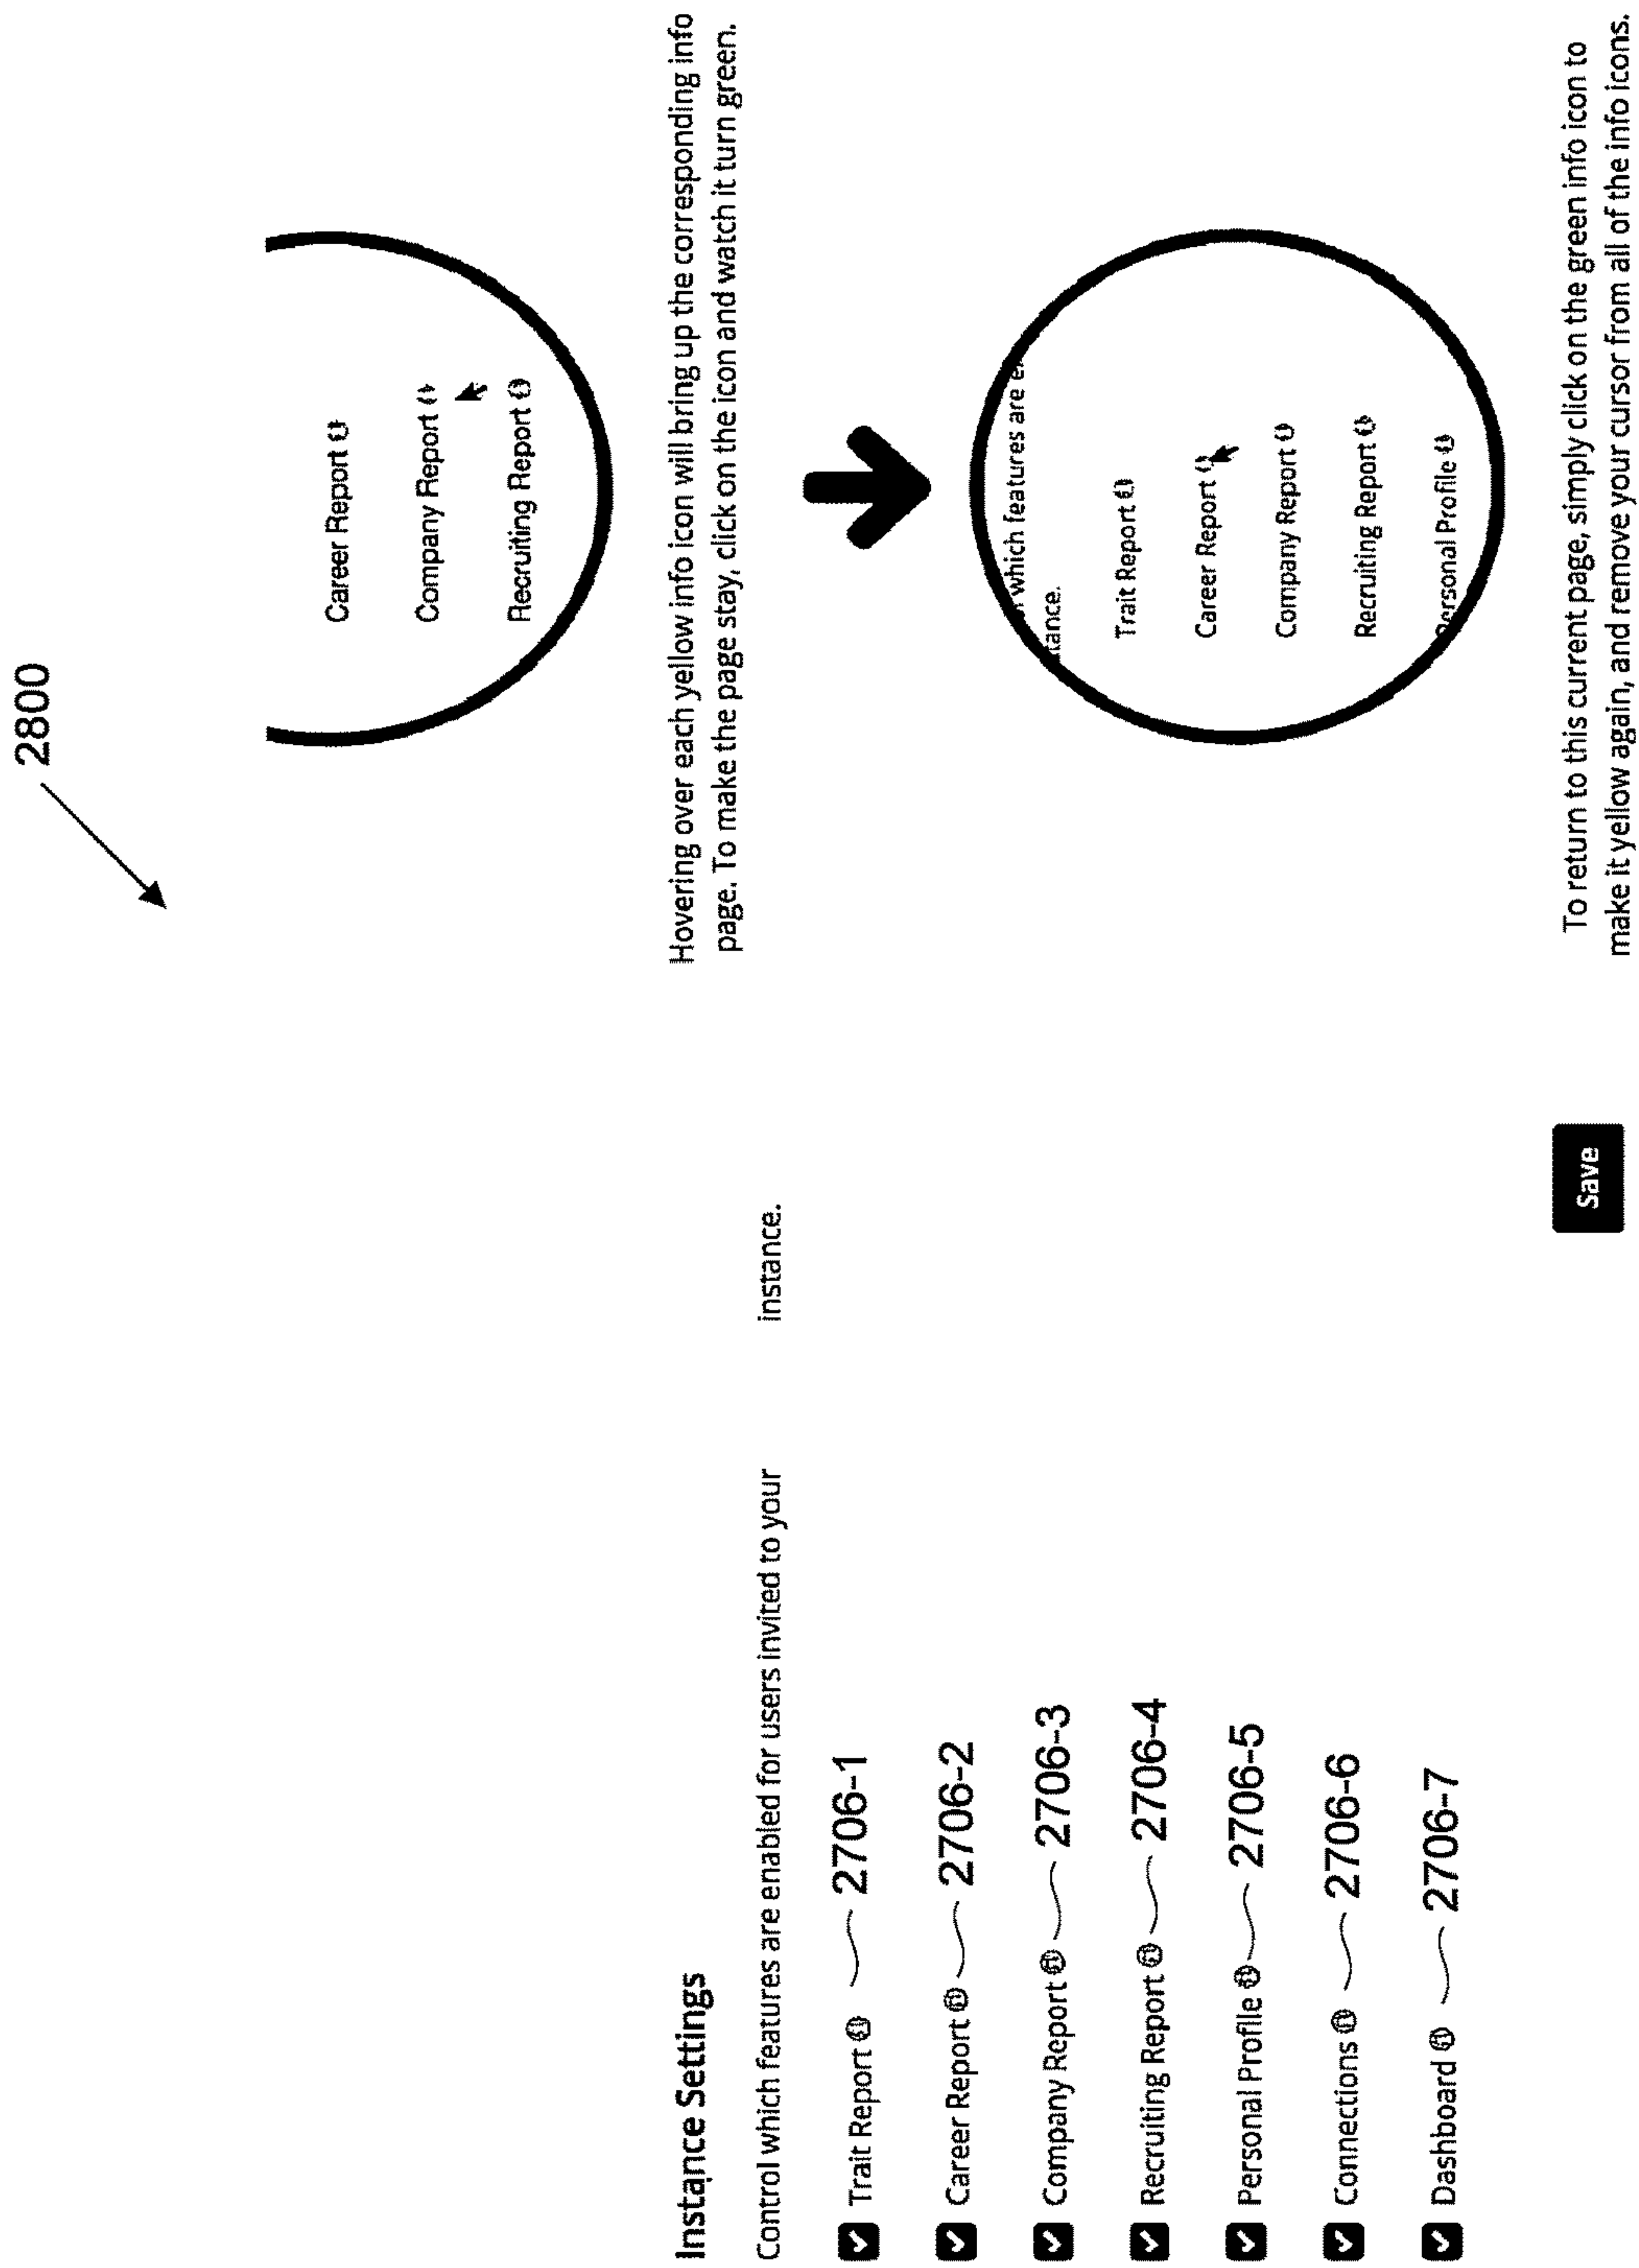 2800
Instance Settings
Control which features are enabled for users invited to your
instance.
Trait Report 2706-1
Career Report 2706-2
Company Report 2706-3
Recruiting Report 2706-4
Personal Profile 2706-5
Connections 2706-6
Dashboard 2706-7
Save
Career Report
Company Report
Recruiting Report
Hovering over each yellow info icon will bring up the corresponding info
page. To make the page stay, click on the icon and watch it turn green.
which features are
tance.
Trait Report
Career Report
Company Report
Recruiting Report
Personal Profile
To return to this current page, simply click on the green info icon to
make it yellow again, and remove your cursor from all of the info icons.